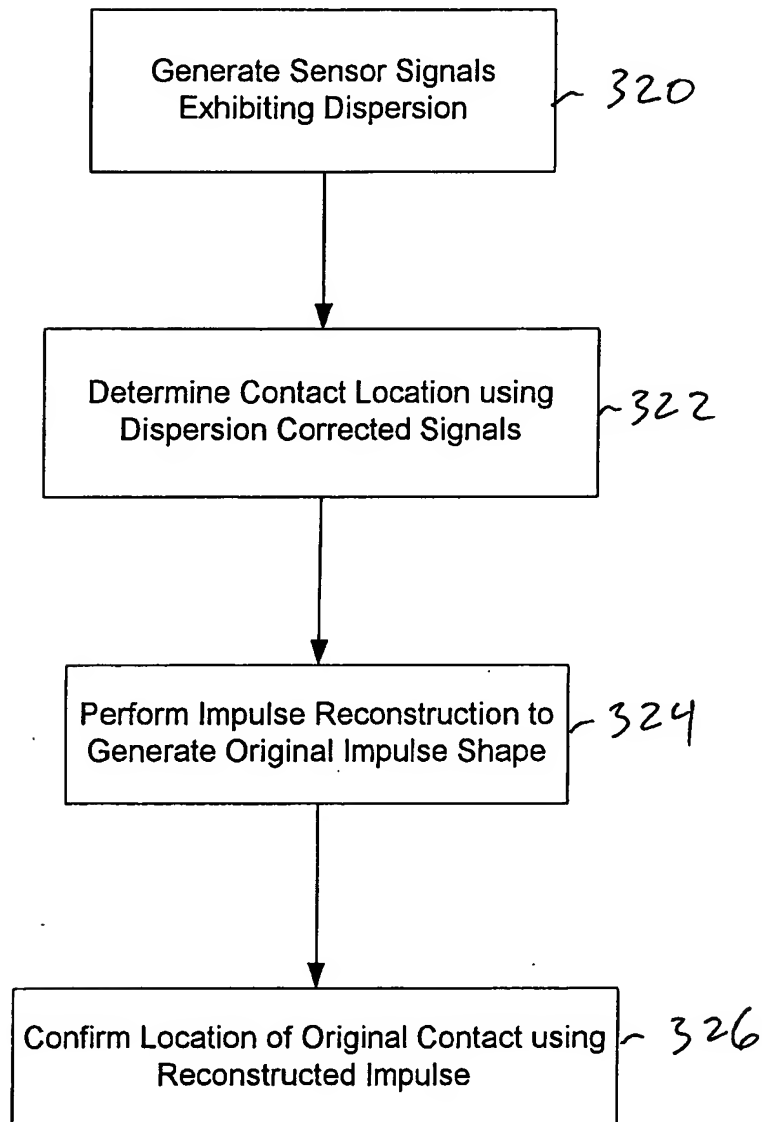 Generate Sensor Signals
Exhibiting Dispersion
320
Determine Contact Location using
Dispersion Corrected Signals
322
Perform Impulse Reconstruction to
Generate Original Impulse Shape
324
Confirm Location of Original Contact using
Reconstructed Impulse
326